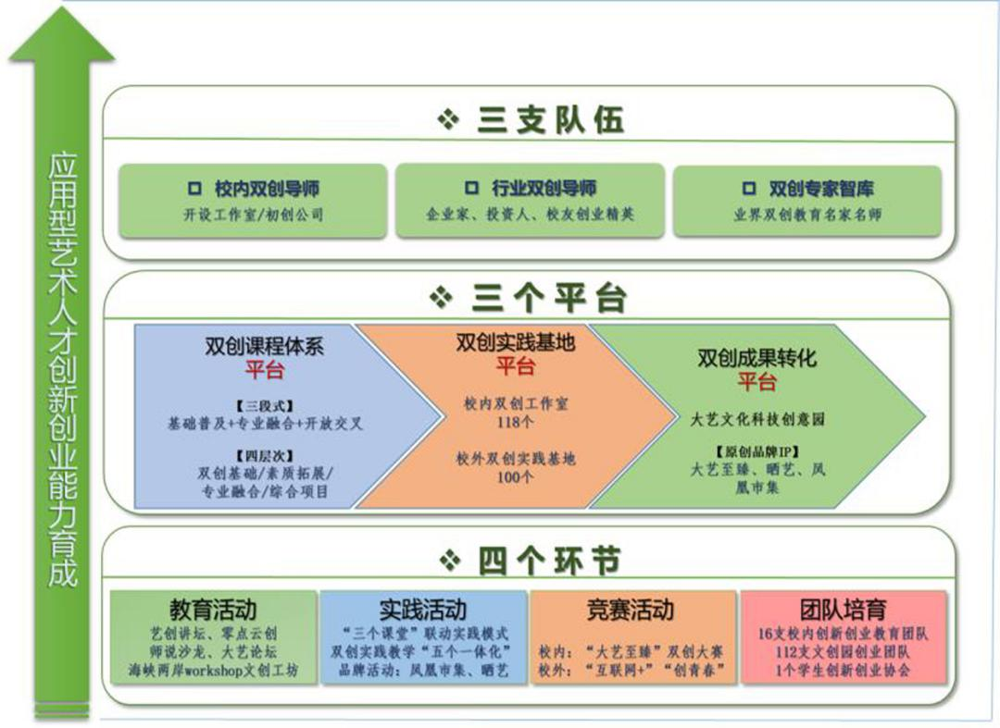 应用型艺术人才创新创业能力育成
三支队伍
校内双创导师
开设工作室/初创公司
行业双创导师
企业家、投资人、校友创业精英
双创专家智库
业界双创教育名家名师
三个平台
双创课程体系
平台
【三段式】
基础普及+专业融合+开放交叉
【四层次】
双创基础/素质拓展/
专业融合/综合项目
双创实践基地
平台
校内双创工作室
118个
校外双创实践基地
100个
双创成果转化
平台
大艺文化科技创意园
【原创品牌IP】
大艺至臻、晒艺、凤
凰市集
四个环节
教育活动
艺创讲坛、零点云创
师说沙龙、大艺论坛
海峡两岸workshop文创工坊
实践活动
“三个课堂”联动实践模式
双创实践教学“五个一体化”
品牌活动：凤凰市集、晒艺
竞赛活动
校内：“大艺至臻”双创大赛
校外：“互联网+”“创青春”
团队培育
16支校内创新创业教育团队
112支文创园创业团队
1个学生创新创业协会